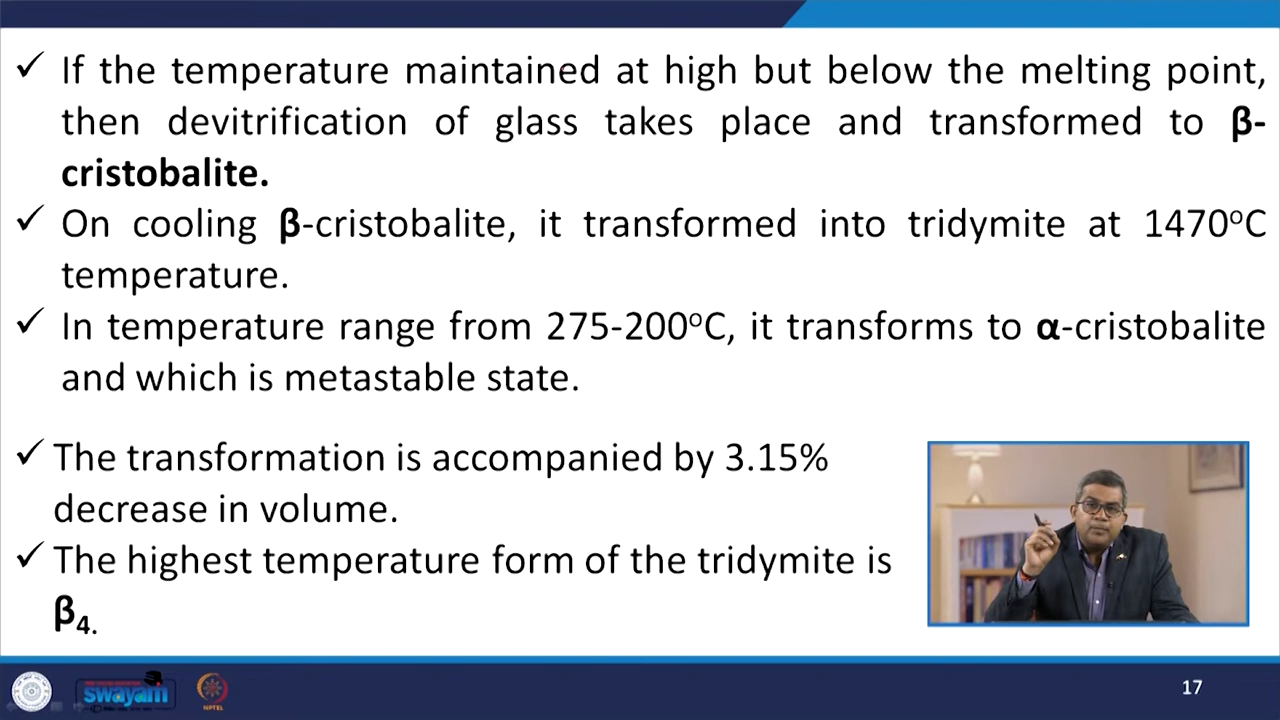 ✓ If the temperature maintained at high but below the melting point,
then devitrification of glass takes place and transformed to β-
cristobalite.
✓ On cooling β-cristobalite, it transformed into tridymite at 1470°C
temperature.
✓ In temperature range from 275-200°C, it transforms to α-cristobalite
and which is metastable state.
✓ The transformation is accompanied by 3.15%
decrease in volume.
✓ The highest temperature form of the tridymite is
β₄.
swayam
NPTEL
17